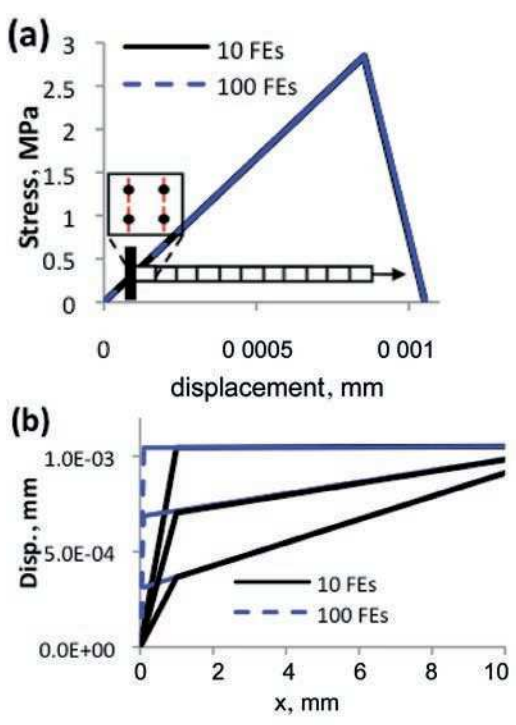 (a)
3
2.5
2
1.5
1
0.5
0
Stress, MPa
10 FEs
100 FEs
0
0 0005
0 001
displacement, mm
(b)
1.0E-03
5.0E-04
0.0E+00
Disp., mm
10 FEs
100 FEs
0
2
4
6
8
10
x, mm